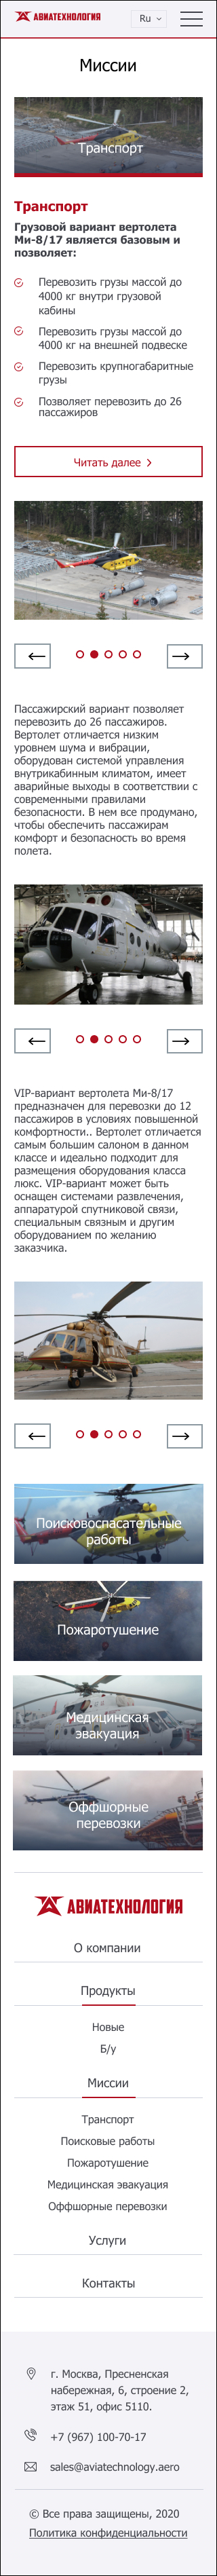 АВИАТЕХНОЛОГИЯ
Ru
Миссии
Транспорт
Транспорт
Грузовой вариант вертолета
Ми-8/17 является базовым и
позволяет:
Перевозить грузы массой до
4000 кг внутри грузовой
кабины
Перевозить грузы массой до
4000 кг на внешней подвеске
Перевозить крупногабаритные
грузы
Позволяет перевозить до 26
пассажиров
Читать далее
Пассажирский вариант позволяет
перевозить до 26 пассажиров.
Вертолет отличается низким
уровнем шума и вибрации,
оборудован системой управления
внутрикабинным климатом, имеет
аварийные выходы в соответствии с
современными правилами
безопасности. В нем все продумано,
чтобы обеспечить пассажирам
комфорт и безопасность во время
полета.
VIP-вариант вертолета Ми-8/17
предназначен для перевозки до 12
пассажиров в условиях повышенной
комфортности.. Вертолет отличается
самым большим салоном в данном
классе и идеально подходит для
размещения оборудования класса
люкс. VIP-вариант может быть
оснащен системами развлечения,
аппаратурой спутниковой связи,
специальным связным и другим
оборудованием по желанию
заказчика.
Поисковоспасательные
работы
Пожаротушение
Медицинская
эвакуация
Оффшорные
перевозки
АВИАТЕХНОЛОГИЯ
О компании
Продукты
Новые
Б/у
Миссии
Транспорт
Поисковые работы
Пожаротушение
Медицинская эвакуация
Оффшорные перевозки
Услуги
Контакты
г. Москва, Пресненская
набережная, 6, строение 2,
этаж 51, офис 5110.
+7 (967) 100-70-17
sales@aviatechnology.aero
© Все права защищены, 2020
Политика конфиденциальности